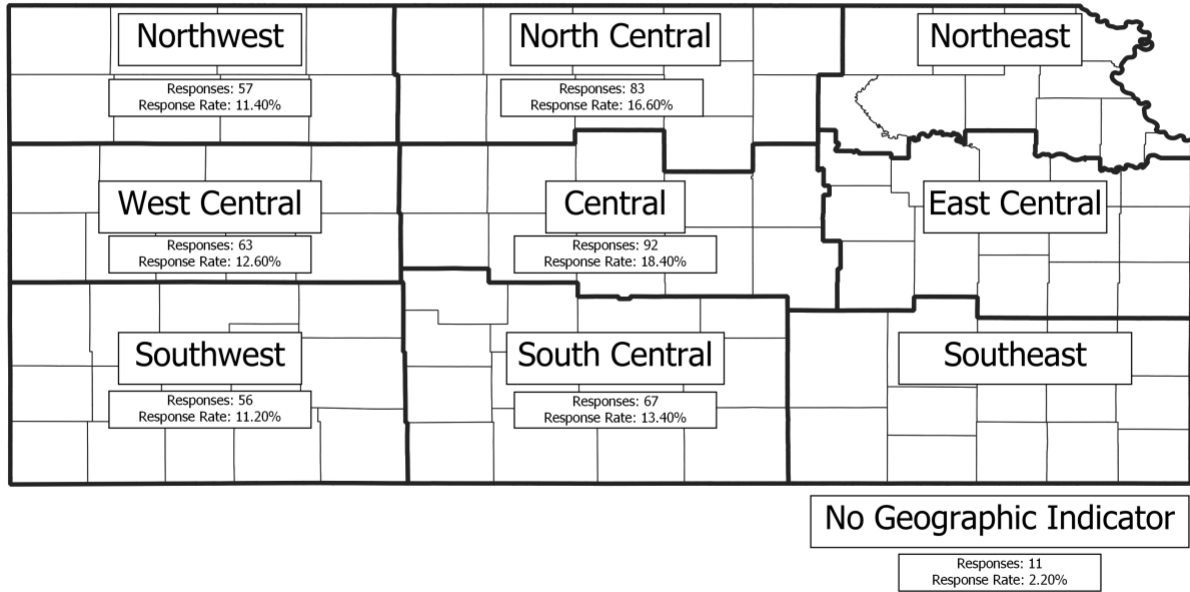 Northwest
Responses: 57
Response Rate: 11.40%
North Central
Responses: 83
Response Rate: 16.60%
Northeast
West Central
Responses: 63
Response Rate: 12.60%
Central
Responses: 92
Response Rate: 18.40%
East Central
Southwest
Responses: 56
Response Rate: 11.20%
South Central
Responses: 67
Response Rate: 13.40%
Southeast
No Geographic Indicator
Responses: 11
Response Rate: 2.20%